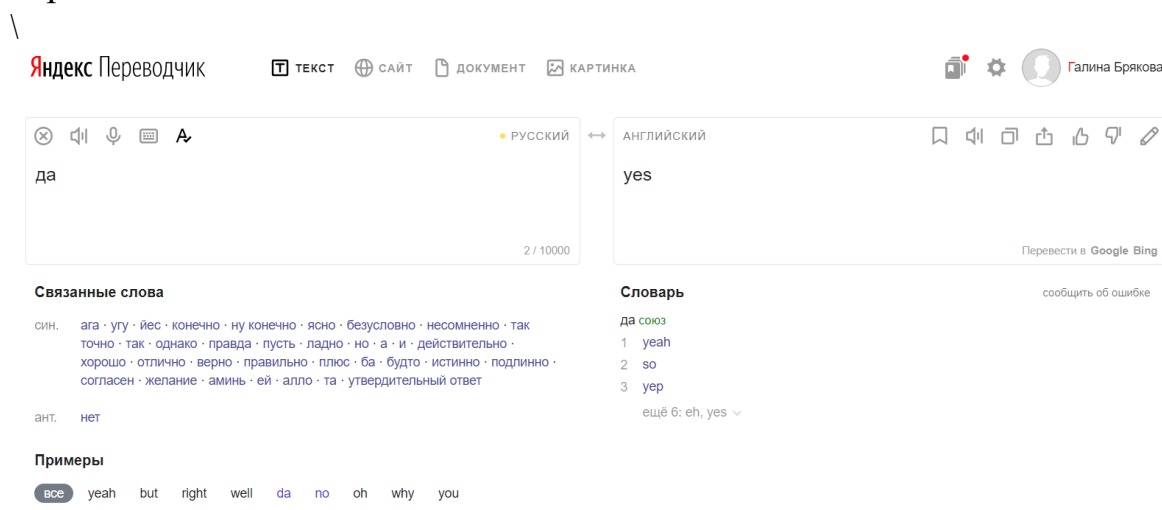 \
Яндекс Переводчик ТЕКСТ САЙТ ДОКУМЕНТ КАРТИНКА Галина Брякова
РУССКИЙ АНГЛИЙСКИЙ
да
yes
2 / 10000
Перевести в Google Bing
Связанные слова
син. ага · угу · йес · конечно · ну конечно · ясно · безусловно · несомненно · так
точно · так · однако · правда · пусть · ладно · но · а · и · действительно ·
хорошо · отлично · верно · правильно · плюс · ба · будто · истинно · подлинно ·
согласен · желание · аминь · ей · алло · та · утвердительный ответ
ант. нет
Словарь сообщить об ошибке
да союз
1 yeah
2 so
3 yep
ещё 6: eh, yes
Примеры
все yeah but right well da no oh why you